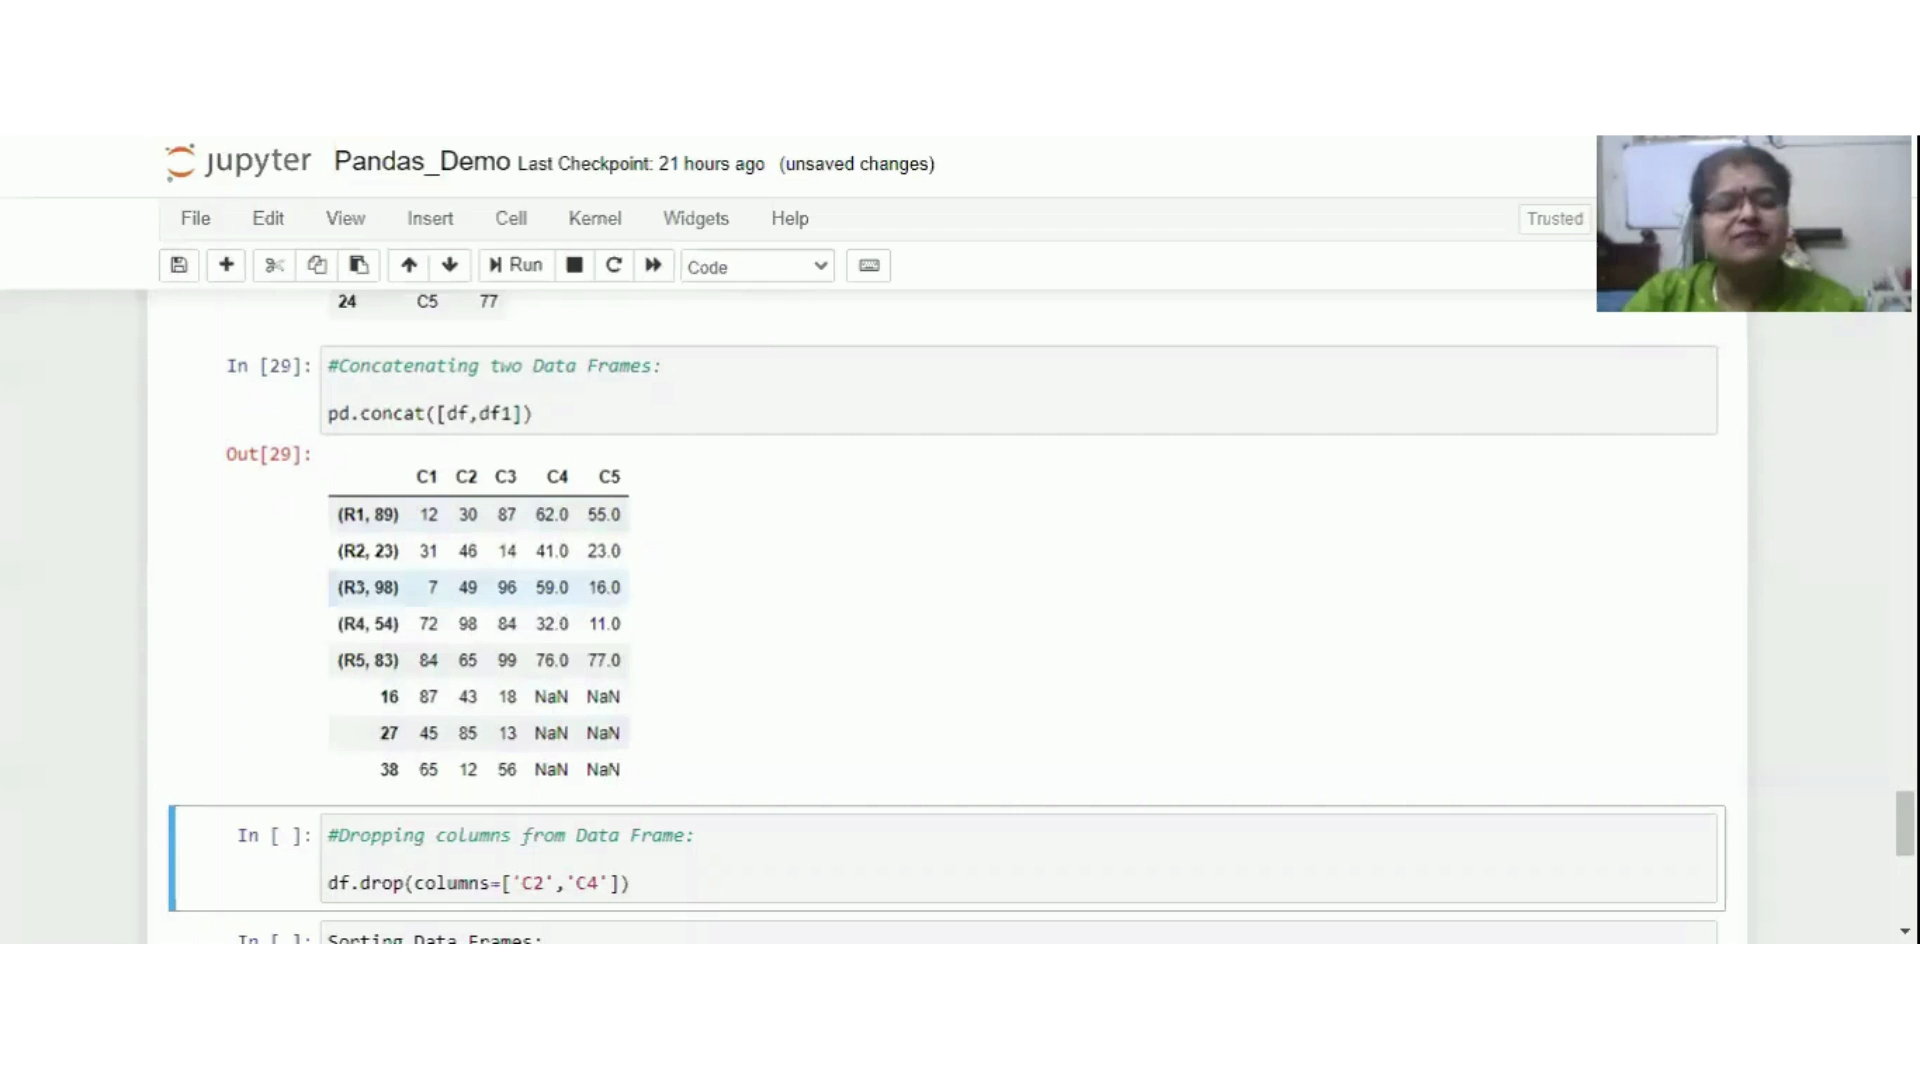 jupyter Pandas_Demo Last Checkpoint: 21 hours ago (unsaved changes)
File Edit View Insert Cell Kernel Widgets Help Trusted
Run Code
24 C5 77
In [29]: #Concatenating two Data Frames:
pd.concat([df,df1])
Out[29]:
C1 C2 C3 C4 C5
(R1, 89) 12 30 87 62.0 55.0
(R2, 23) 31 46 14 41.0 23.0
(R3, 98) 7 49 96 59.0 16.0
(R4, 54) 72 98 84 32.0 11.0
(R5, 83) 84 65 99 76.0 77.0
16 87 43 18 NaN NaN
27 45 85 13 NaN NaN
38 65 12 56 NaN NaN
In [ ]: #Dropping columns from Data Frame:
df.drop(columns=['C2','C4'])
In [ ]: Sorting Data Frames: